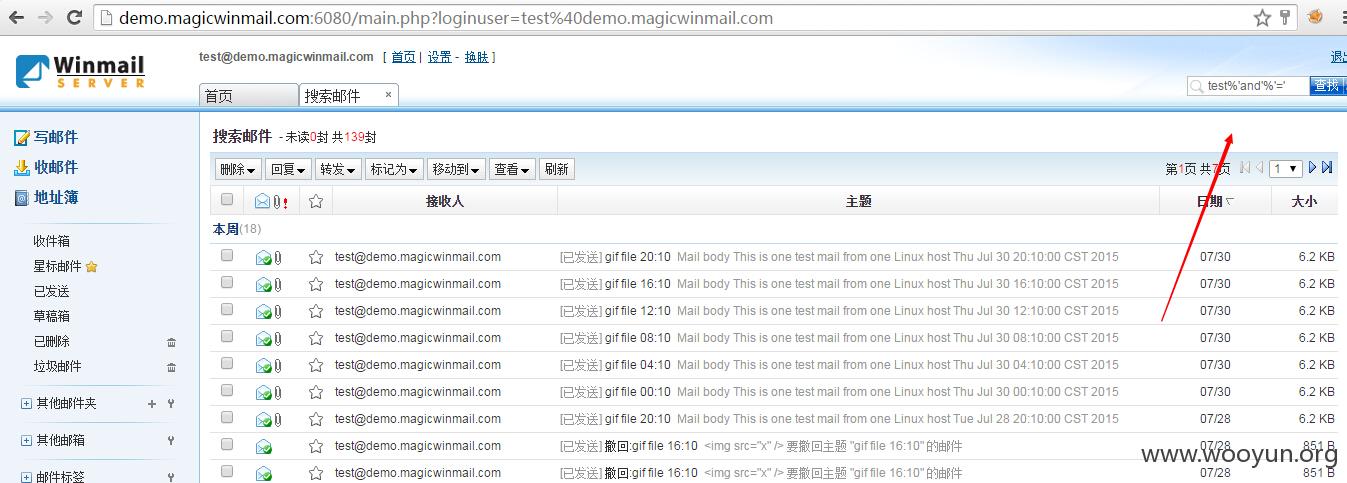 demo.magicwinmail.com:6080/main.php?loginuser=test%40demo.magicwinmail.com
Winmail SERVER
test@demo.magicwinmail.com [ 首页 | 设置 - 换肤 ]
退出
首页 搜索邮件 ×
test%'and'%'=' 查找
写邮件
收邮件
地址簿
收件箱
星标邮件
已发送
草稿箱
已删除
垃圾邮件
其他邮件夹 +
其他邮箱
邮件标签
搜索邮件 - 未读0封 共139封
删除 回复 转发 标记为 移动到 查看 刷新 第1页 共7页 1
接收人 主题 日期 大小
本周(18)
test@demo.magicwinmail.com [已发送] gif file 20:10 Mail body This is one test mail from one Linux host Thu Jul 30 20:10:00 CST 2015 07/30 6.2 KB
test@demo.magicwinmail.com [已发送] gif file 16:10 Mail body This is one test mail from one Linux host Thu Jul 30 16:10:00 CST 2015 07/30 6.2 KB
test@demo.magicwinmail.com [已发送] gif file 12:10 Mail body This is one test mail from one Linux host Thu Jul 30 12:10:00 CST 2015 07/30 6.2 KB
test@demo.magicwinmail.com [已发送] gif file 08:10 Mail body This is one test mail from one Linux host Thu Jul 30 08:10:00 CST 2015 07/30 6.2 KB
test@demo.magicwinmail.com [已发送] gif file 04:10 Mail body This is one test mail from one Linux host Thu Jul 30 04:10:00 CST 2015 07/30 6.2 KB
test@demo.magicwinmail.com [已发送] gif file 00:10 Mail body This is one test mail from one Linux host Thu Jul 30 00:10:00 CST 2015 07/30 6.2 KB
test@demo.magicwinmail.com [已发送] gif file 20:10 Mail body This is one test mail from one Linux host Tue Jul 28 20:10:00 CST 2015 07/28 6.2 KB
test@demo.magicwinmail.com [已发送] 撤回:gif file 16:10 <img src="x" /> 要撤回主题 "gif file 16:10" 的邮件 07/28 851 B
test@demo.magicwinmail.com [已发送] 撤回:gif file 16:10 <img src="x" /> 要撤回主题 "gif file 16:10" 的邮件 07/28 851 B
www.wooyun.org